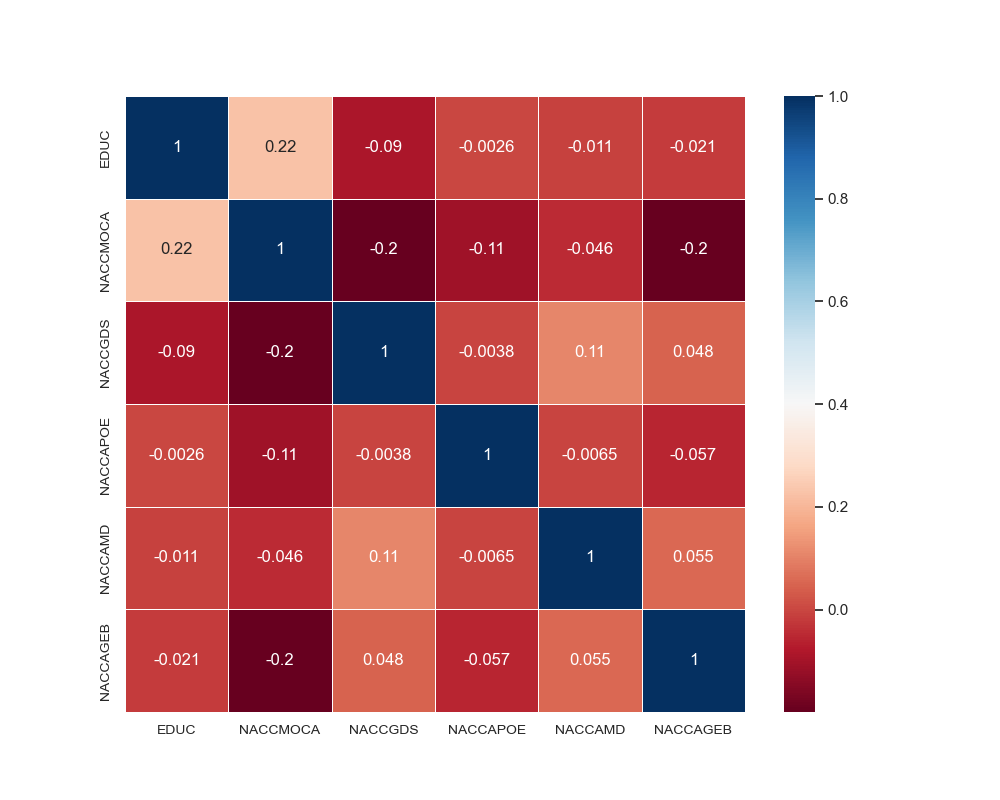 EDUC 1 0.22 -0.09 -0.0026 -0.011 -0.021
NACCMOCA 0.22 1 -0.2 -0.11 -0.046 -0.2
NACCGDS -0.09 -0.2 1 -0.0038 0.11 0.048
NACCAPOE -0.0026 -0.11 -0.0038 1 -0.0065 -0.057
NACCAMD -0.011 -0.046 0.11 -0.0065 1 0.055
NACCAGEB -0.021 -0.2 0.048 -0.057 0.055 1
EDUC NACCMOCA NACCGDS NACCAPOE NACCAMD NACCAGEB
1.0
0.8
0.6
0.4
0.2
0.0